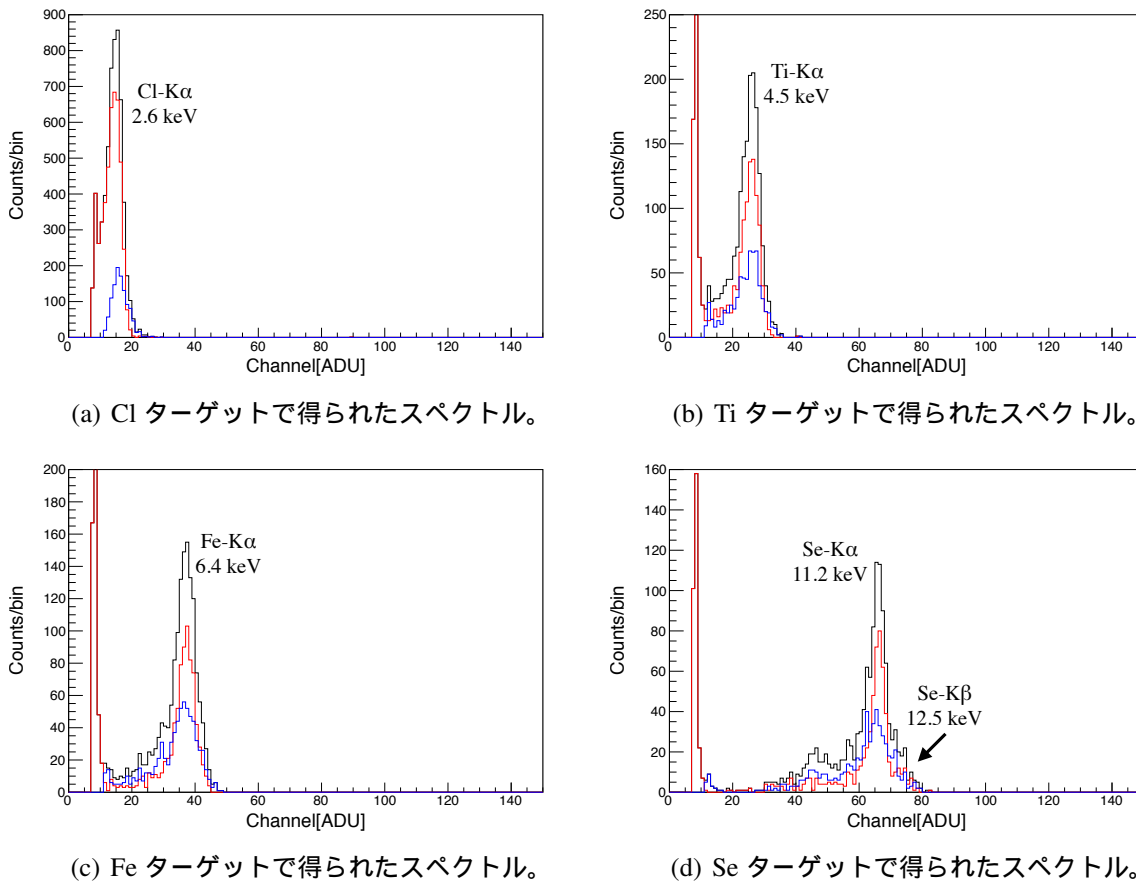 900
800
700
600
500
400
300
200
100
0
Counts/bin
Cl-Kα
2.6 keV
0 20 40 60 80 100 120 140
Channel[ADU]
(a) Cl ターゲットで得られたスペクトル。
250
200
150
100
50
0
Counts/bin
Ti-Kα
4.5 keV
0 20 40 60 80 100 120 140
Channel[ADU]
(b) Ti ターゲットで得られたスペクトル。
200
180
160
140
120
100
80
60
40
20
0
Counts/bin
Fe-Kα
6.4 keV
0 20 40 60 80 100 120 140
Channel[ADU]
(c) Fe ターゲットで得られたスペクトル。
160
140
120
100
80
60
40
20
0
Counts/bin
Se-Kα
11.2 keV
Se-Kβ
12.5 keV
0 20 40 60 80 100 120 140
Channel[ADU]
(d) Se ターゲットで得られたスペクトル。